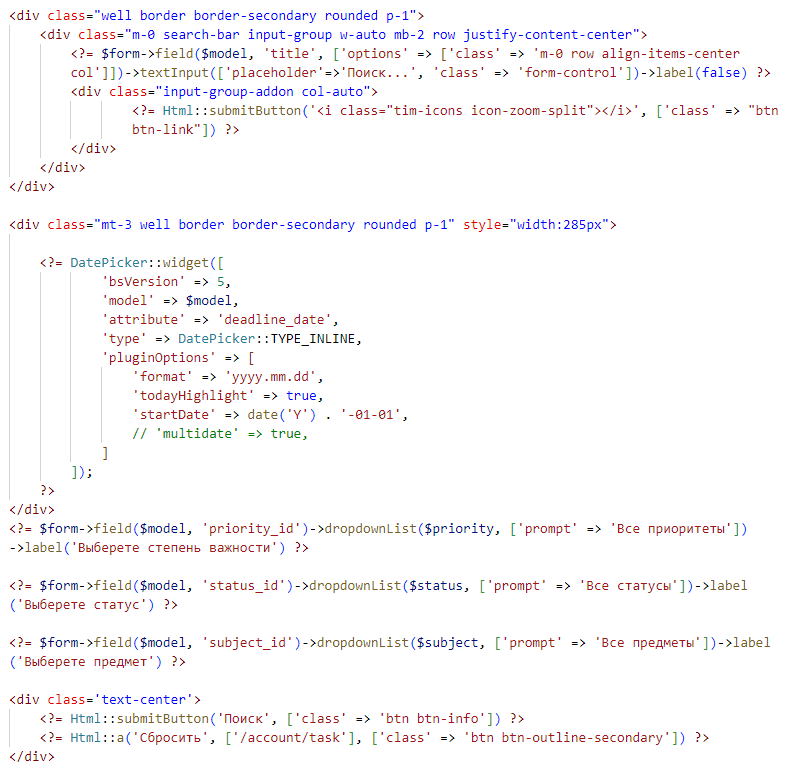 <div class="well border border-secondary rounded p-1">
<div class="m-0 search-bar input-group w-auto mb-2 row justify-content-center">
<?= $form->field($model, 'title', ['options' => ['class' => 'm-0 row align-items-center
col']])->textInput(['placeholder'=>'Поиск...', 'class' => 'form-control'])->label(false) ?>
<div class="input-group-addon col-auto">
<?= Html::submitButton('<i class="tim-icons icon-zoom-split"></i>', ['class' => "btn
btn-link"]) ?>
</div>
</div>
</div>
<div class="mt-3 well border border-secondary rounded p-1" style="width:285px">
<?= DatePicker::widget([
'bsVersion' => 5,
'model' => $model,
'attribute' => 'deadline_date',
'type' => DatePicker::TYPE_INLINE,
'pluginOptions' => [
'format' => 'yyyy.mm.dd',
'todayHighlight' => true,
'startDate' => date('Y') . '-01-01',
// 'multidate' => true,
]
]);
?>
</div>
<?= $form->field($model, 'priority_id')->dropdownList($priority, ['prompt' => 'Все приоритеты'])
->label('Выберете степень важности') ?>
<?= $form->field($model, 'status_id')->dropdownList($status, ['prompt' => 'Все статусы'])->label
('Выберете статус') ?>
<?= $form->field($model, 'subject_id')->dropdownList($subject, ['prompt' => 'Все предметы'])->label
('Выберете предмет') ?>
<div class='text-center'>
<?= Html::submitButton('Поиск', ['class' => 'btn btn-info']) ?>
<?= Html::a('Сбросить', ['/account/task'], ['class' => 'btn btn-outline-secondary']) ?>
</div>